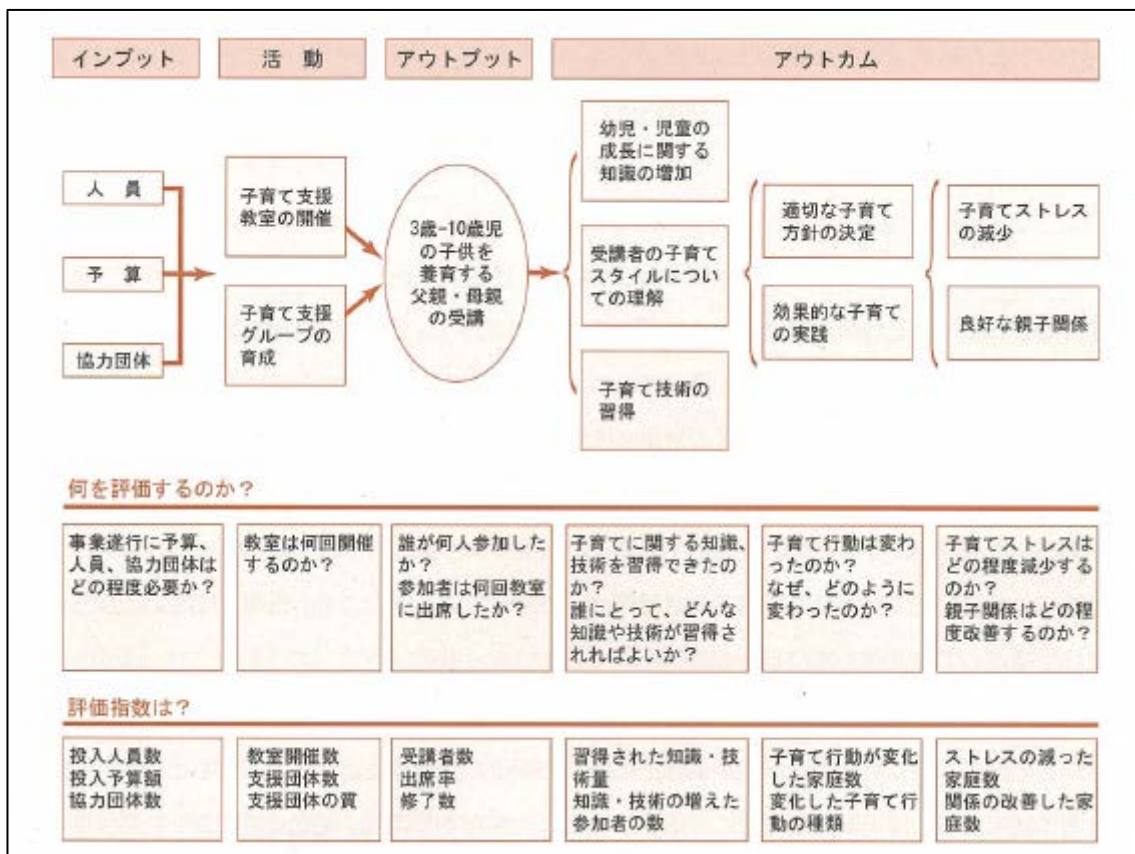 インプット
活 動
アウトプット
アウトカム
人 員
予 算
協力団体
子育て支援
教室の開催
子育て支援
グループの
育成
3歳-10歳児
の子供を
養育する
父親・母親
の受講
幼児・児童の
成長に関する
知識の増加
受講者の子育て
スタイルについ
ての理解
子育て技術の
習得
適切な子育て
方針の決定
効果的な子育て
の実践
子育てストレス
の減少
良好な親子関係
何を評価するのか？
事業遂行に予算、
人員、協力団体は
どの程度必要か？
教室は何回開催
するのか？
誰が何人参加した
か？
参加者は何回教室
に出席したか？
子育てに関する知識、
技術を習得できたの
か？
誰にとって、どんな
知識や技術が習得さ
れればよいか？
子育て行動は変わ
ったのか？
なぜ、どのように
変わったのか？
子育てストレスは
どの程度減少する
のか？
親子関係はどの程
度改善するのか？
評価指数は？
投入人員数
投入予算額
協力団体数
教室開催数
支援団体数
支援団体の質
受講者数
出席率
修了数
習得された知識・技
術量
知識・技術の増えた
参加者の数
子育て行動が変化
した家庭数
変化した子育て行
動の種類
ストレスの減った
家庭数
関係の改善した家
庭数